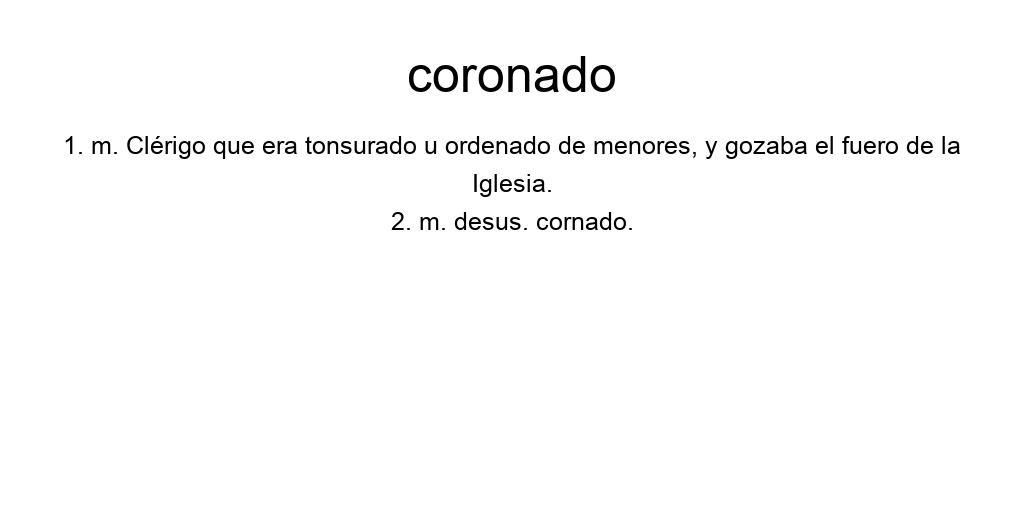 coronado
1. m. Clérigo que era tonsurado u ordenado de menores, y gozaba el fuero de la
Iglesia.
2. m. desus. cornado.